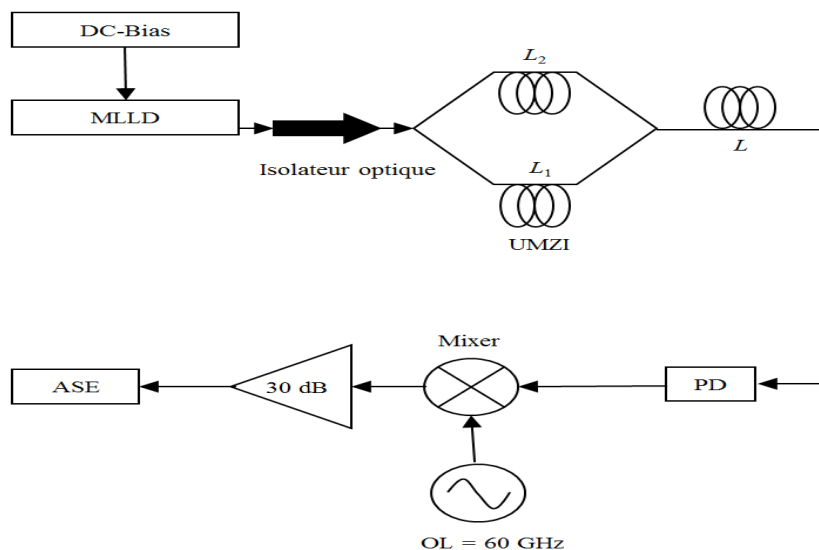 DC-Bias
MLLD
Isolateur optique
L₂
L₁
UMZI
L
Mixer
ASE
30 dB
PD
OL = 60 GHz